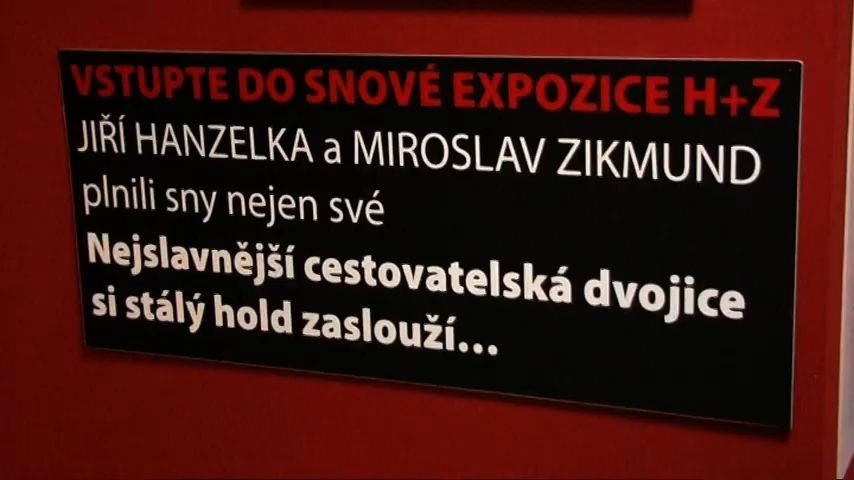 VSTUPTE DO SNOVÉ EXPOZICE H+Z
JIŘÍ HANZELKA a MIROSLAV ZIKMUND
plnili sny nejen své
Nejslavnější cestovatelská dvojice
si stálý hold zaslouží...